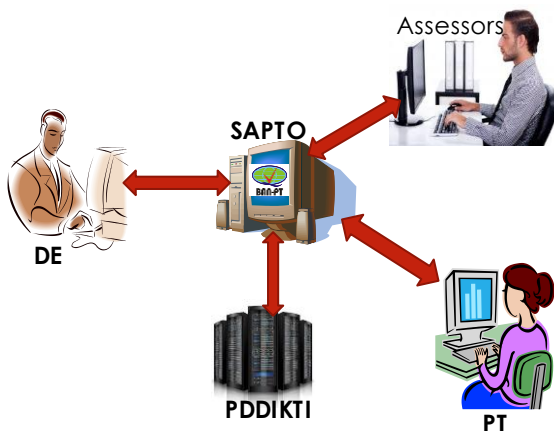 Assessors
SAPTO
BAN-PT
DE
PDDIKTI
PT